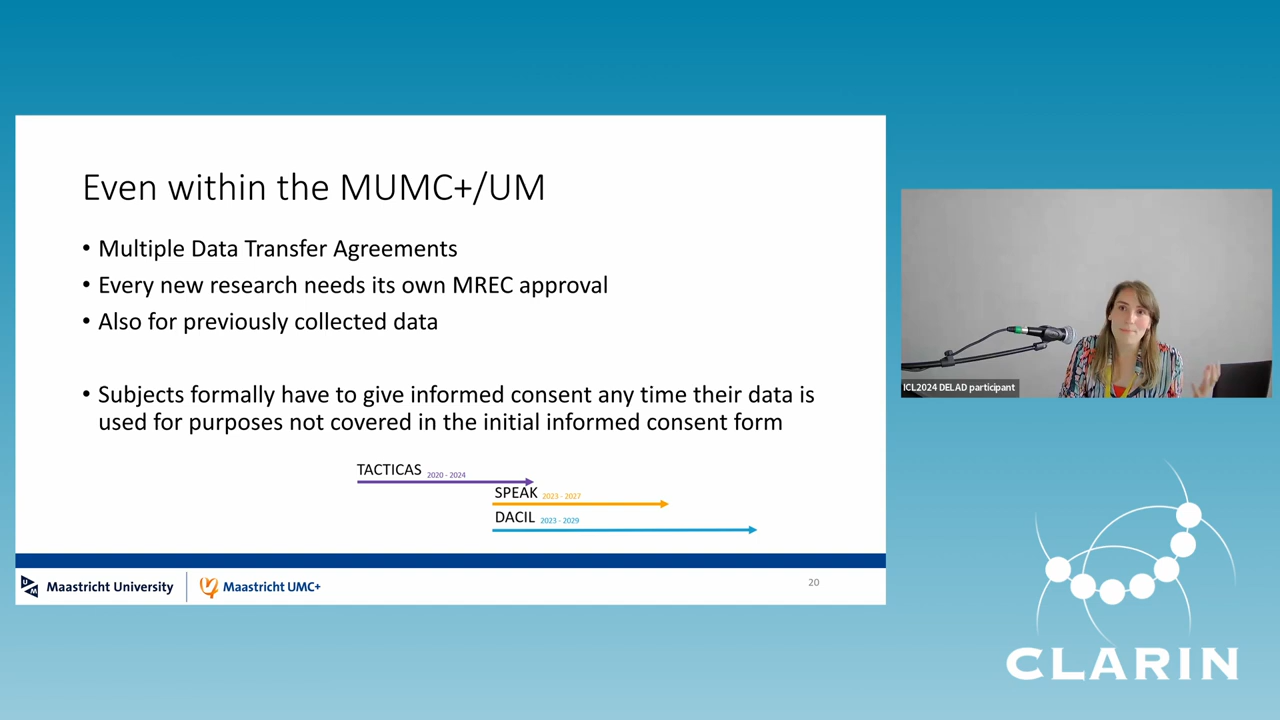 Even within the MUMC+/UM
• Multiple Data Transfer Agreements
• Every new research needs its own MREC approval
• Also for previously collected data
• Subjects formally have to give informed consent any time their data is
used for purposes not covered in the initial informed consent form
TACTICAS 2020 - 2024
SPEAK 2023 - 2027
DACIL 2023 - 2029
UM Maastricht University
Maastricht UMC+
20
ICL2024 DELAD participant
CLARIN